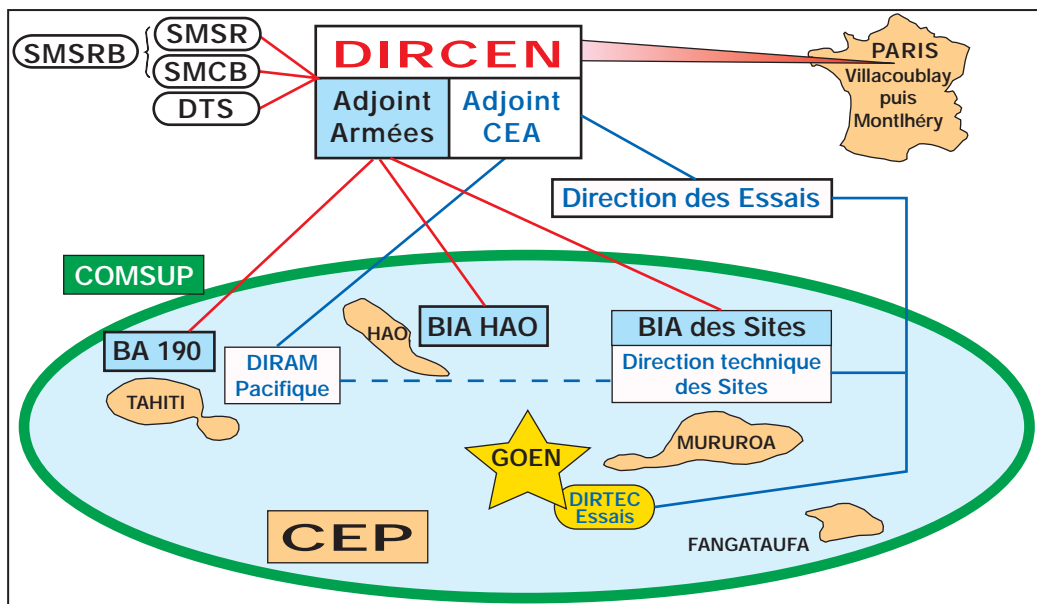 SMSRB
SMSR
SMCB
DTS
DIRCEN
Adjoint
Armées
Adjoint
CEA
PARIS
Villacoublay
puis
Montlhéry
Direction des Essais
COMSUP
BA 190
DIRAM
Pacifique
HAO
BIA HAO
BIA des Sites
Direction technique
des Sites
TAHITI
GOEN
MURUROA
DIRTEC
Essais
CEP
FANGATAUFA